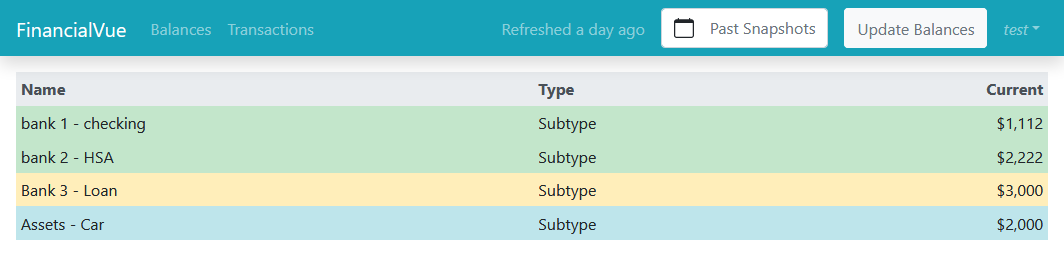 FinancialVue Balances Transactions Refreshed a day ago Past Snapshots Update Balances test
Name Type Current
bank 1 - checking Subtype $1,112
bank 2 - HSA Subtype $2,222
Bank 3 - Loan Subtype $3,000
Assets - Car Subtype $2,000